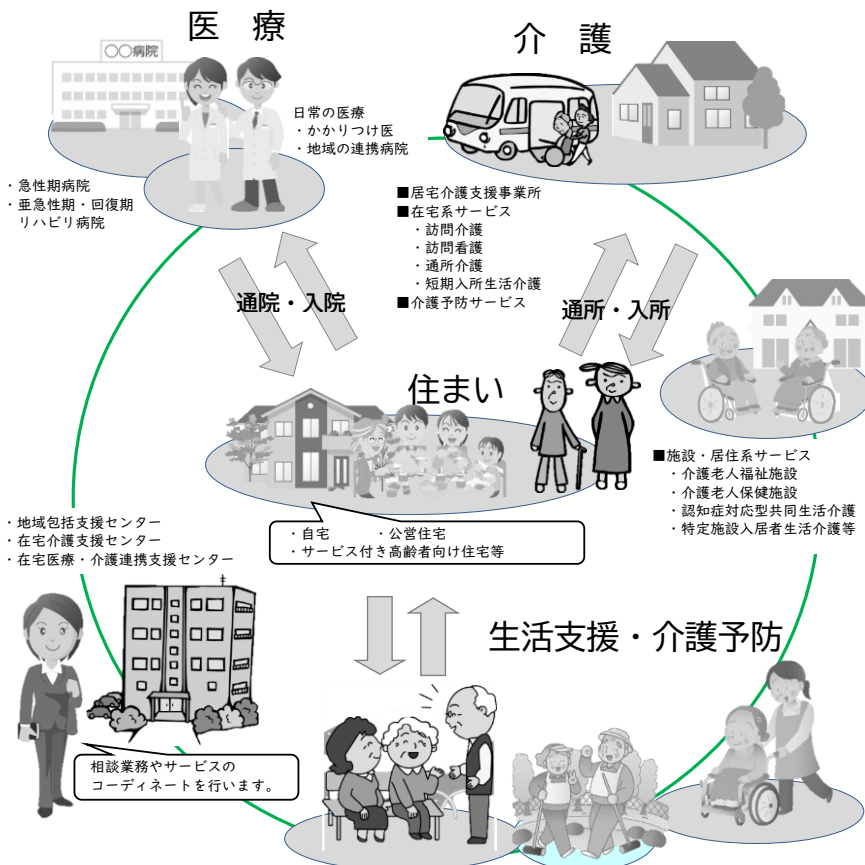 医　療
〇〇病院
日常の医療
・かかりつけ医
・地域の連携病院
・急性期病院
・亜急性期・回復期
リハビリ病院
介　護
■居宅介護支援事業所
■在宅系サービス
・訪問介護
・訪問看護
・通所介護
・短期入所生活介護
■介護予防サービス
通院・入院
通所・入所
住まい
■施設・居住系サービス
・介護老人福祉施設
・介護老人保健施設
・認知症対応型共同生活介護
・特定施設入居者生活介護等
・自宅　　・公営住宅
・サービス付き高齢者向け住宅等
・地域包括支援センター
・在宅介護支援センター
・在宅医療・介護連携支援センター
生活支援・介護予防
相談業務やサービスの
コーディネートを行います。